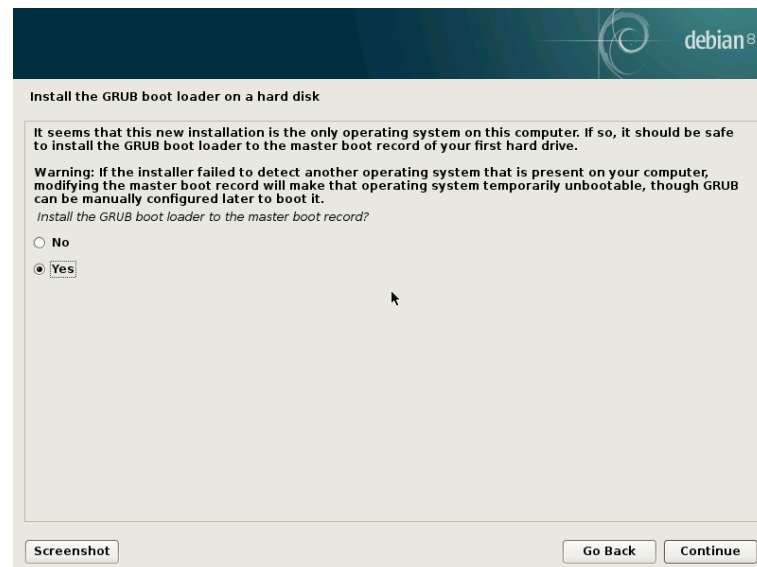 debian 8
Install the GRUB boot loader on a hard disk
It seems that this new installation is the only operating system on this computer. If so, it should be safe
to install the GRUB boot loader to the master boot record of your first hard drive.
Warning: If the installer failed to detect another operating system that is present on your computer,
modifying the master boot record will make that operating system temporarily unbootable, though GRUB
can be manually configured later to boot it.
Install the GRUB boot loader to the master boot record?
No
Yes
Screenshot Go Back Continue